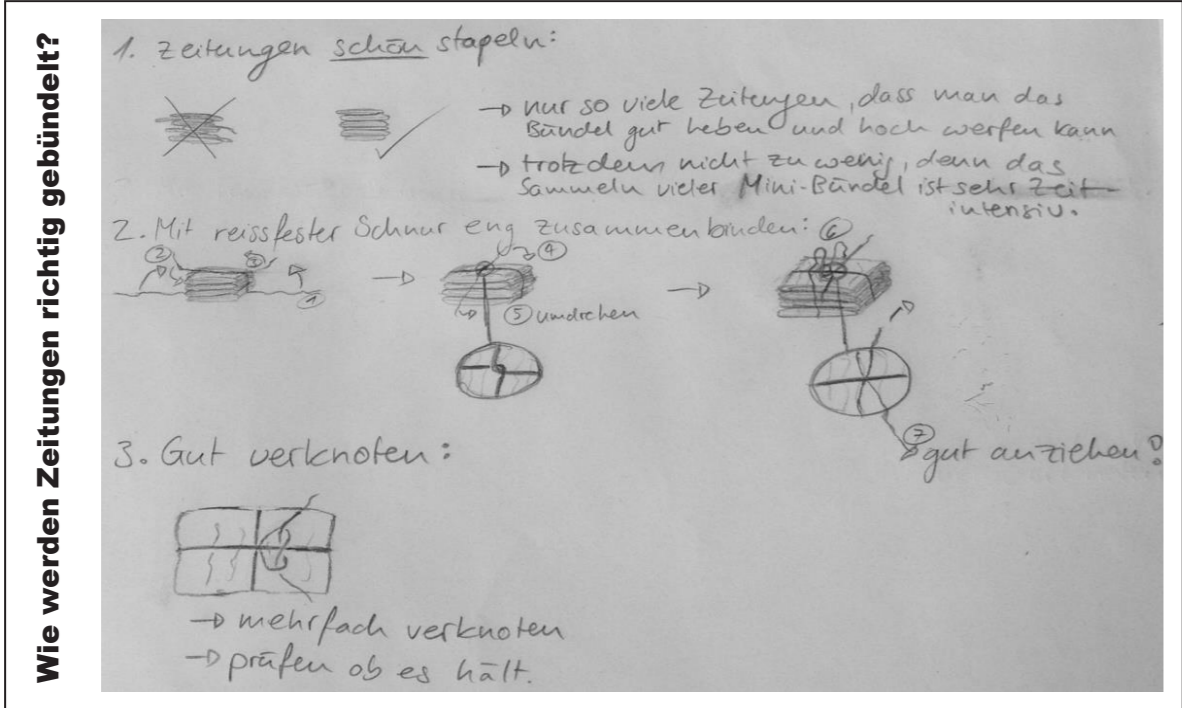 Wie werden Zeitungen richtig gebündelt?
1. Zeitungen schön stapeln:
→ nur so viele Zeitungen, dass man das
Bündel gut heben und hoch werfen kann
→ trotzdem nicht zu wenig, denn das
Sammeln vieler Mini-Bündel ist sehr Zeit-
intensiv.
2. Mit reissfester Schnur eng zusammenbinden:
2 3 1
4
5 umdrehen
6
7 gut anziehen!
3. Gut verknoten:
→ mehrfach verknoten
→ prüfen ob es hält.